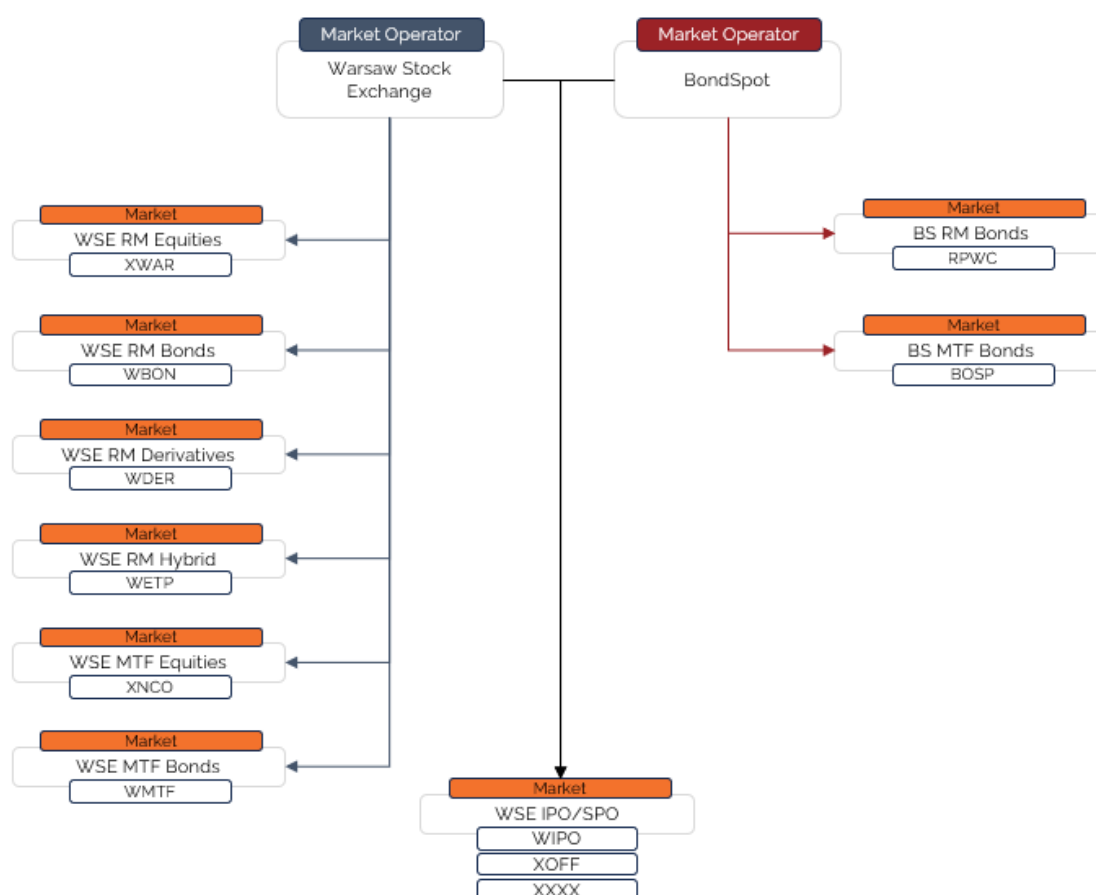 Market Operator
Warsaw Stock
Exchange
Market Operator
BondSpot
Market
WSE RM Equities
XWAR
Market
WSE RM Bonds
WBON
Market
WSE RM Derivatives
WDER
Market
WSE RM Hybrid
WETP
Market
WSE MTF Equities
XNCO
Market
WSE MTF Bonds
WMTF
Market
BS RM Bonds
RPWC
Market
BS MTF Bonds
BOSP
Market
WSE IPO/SPO
WIPO
XOFF
XXXX